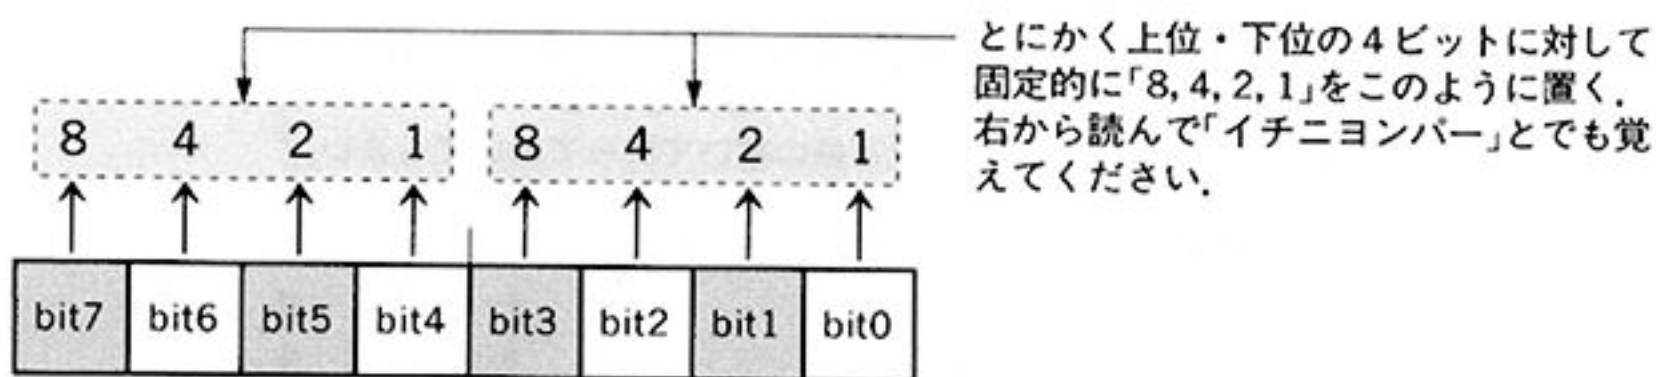 とにかく上位・下位の4ビットに対して
固定的に「8, 4, 2, 1」をこのように置く.
右から読んで「イチニヨンパー」とでも覚
えてください.
8 4 2 1 8 4 2 1
bit7 bit6 bit5 bit4 bit3 bit2 bit1 bit0